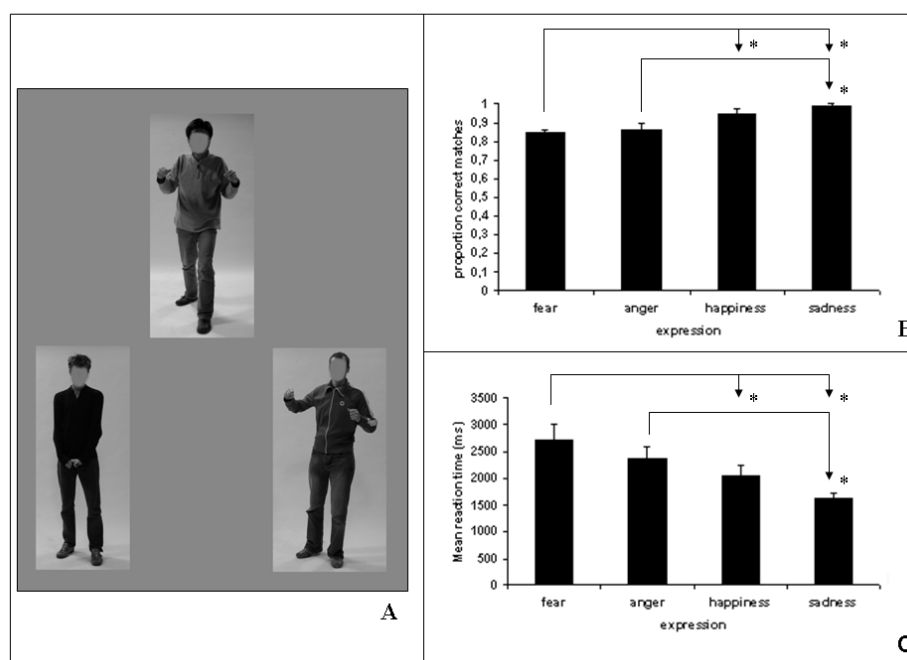 A
* *
*
1
0,9
0,8
0,7
0,6
0,5
0,4
0,3
0,2
0,1
0
proportion correct matches
fear anger happiness sadness
expression
B
* *
*
3500
3000
2500
2000
1500
1000
500
0
Mean reaction time (ms)
fear anger happiness sadness
expression
C